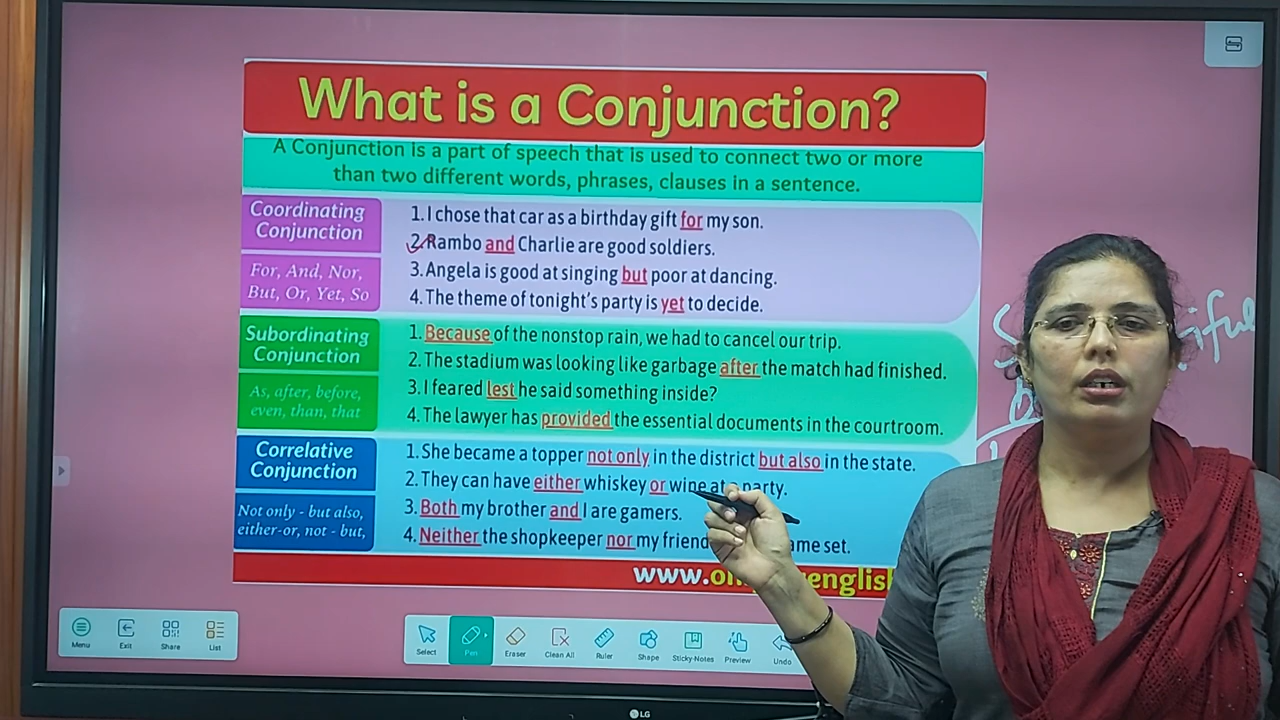 What is a Conjunction?
A Conjunction is a part of speech that is used to connect two or more
than two different words, phrases, clauses in a sentence.
Coordinating
Conjunction
For, And, Nor,
But, Or, Yet, So
1. I chose that car as a birthday gift for my son.
2. Rambo and Charlie are good soldiers.
3. Angela is good at singing but poor at dancing.
4. The theme of tonight's party is yet to decide.
Subordinating
Conjunction
As, after, before,
even, than, that
1. Because of the nonstop rain, we had to cancel our trip.
2. The stadium was looking like garbage after the match had finished.
3. I feared lest he said something inside?
4. The lawyer has provided the essential documents in the courtroom.
Correlative
Conjunction
Not only - but also,
either-or, not - but,
1. She became a topper not only in the district but also in the state.
2. They can have either whiskey or wine at a party.
3. Both my brother and I are gamers.
4. Neither the shopkeeper nor my friend set.
www.
Menu
Exit
Share
List
Select
Pen
Eraser
Clean All
Ruler
Shape
Sticky-Notes
Preview
Undo
LG